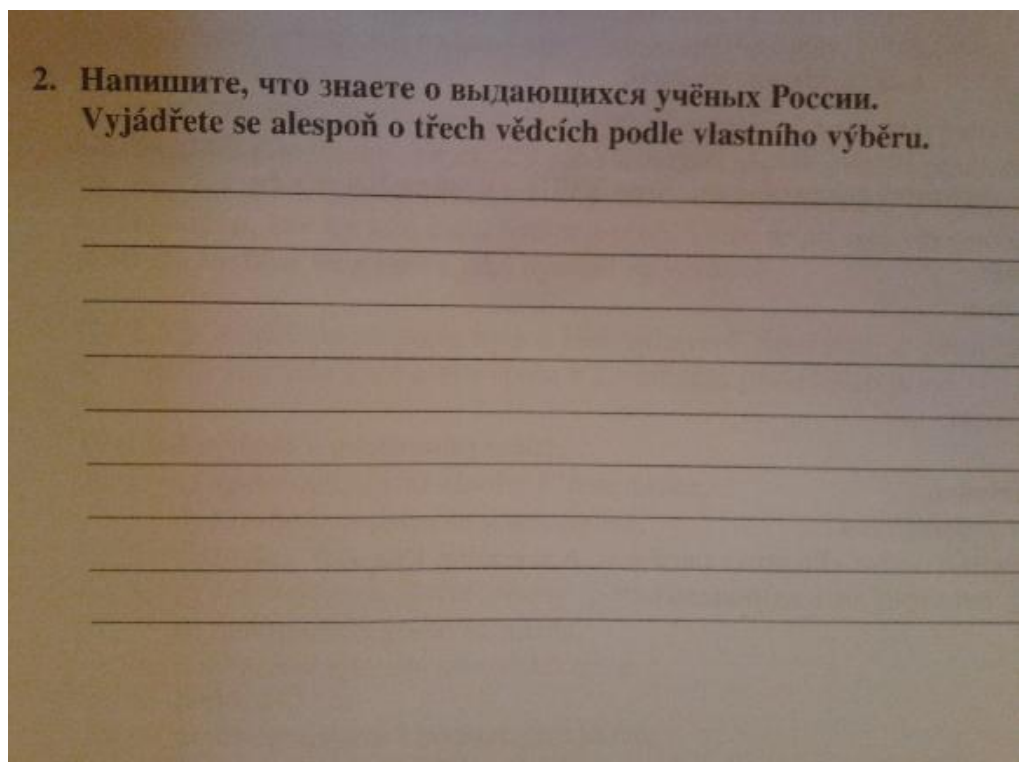 2. Напишите, что знаете о выдающихся учёных России.
Vyjádřete se alespoň o třech vědcích podle vlastního výběru.